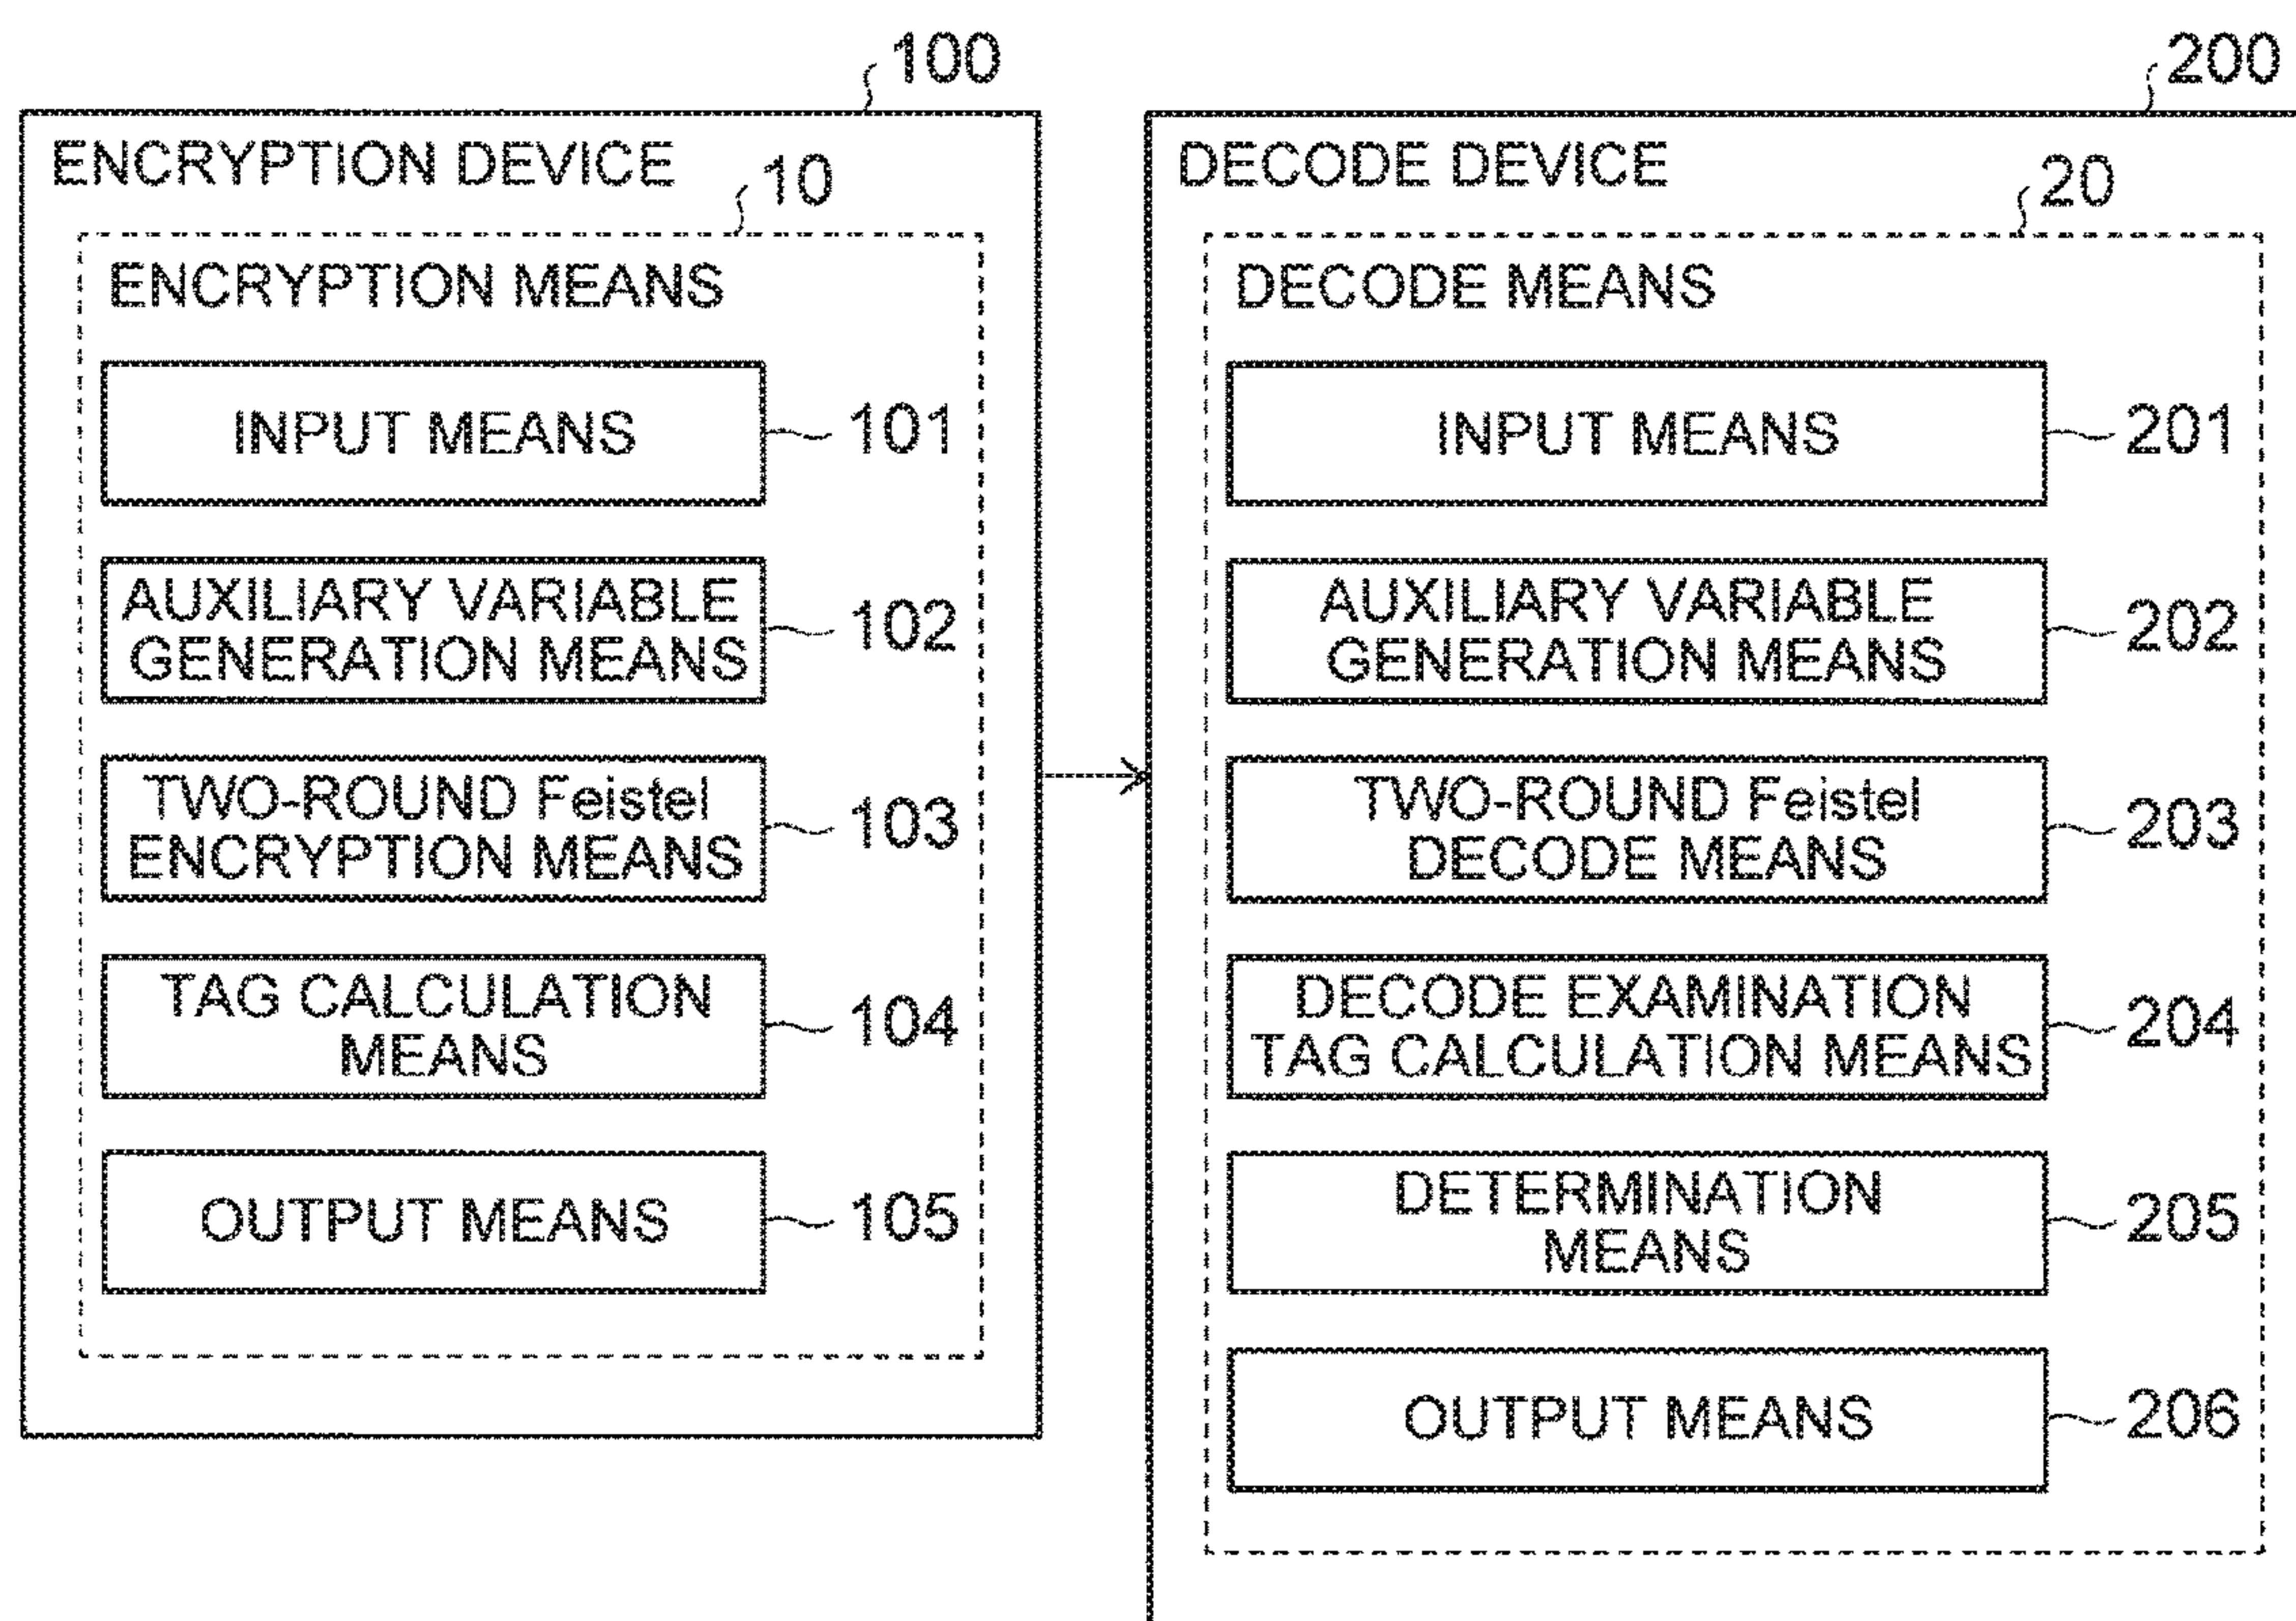 100
ENCRYPTION DEVICE
10
ENCRYPTION MEANS
INPUT MEANS
101
AUXILIARY VARIABLE
GENERATION MEANS
102
TWO-ROUND Feistel
ENCRYPTION MEANS
103
TAG CALCULATION
MEANS
104
OUTPUT MEANS
105
200
DECODE DEVICE
20
DECODE MEANS
INPUT MEANS
201
AUXILIARY VARIABLE
GENERATION MEANS
202
TWO-ROUND Feistel
DECODE MEANS
203
DECODE EXAMINATION
TAG CALCULATION MEANS
204
DETERMINATION
MEANS
205
OUTPUT MEANS
206